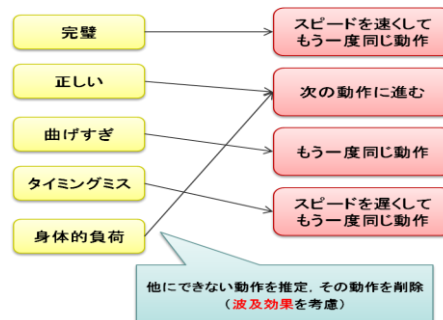 完璧
スピードを速くして
もう一度同じ動作
正しい
次の動作に進む
曲げすぎ
もう一度同じ動作
タイミングミス
スピードを遅くして
もう一度同じ動作
身体的負荷
他にできない動作を推定，その動作を削除
（波及効果を考慮）